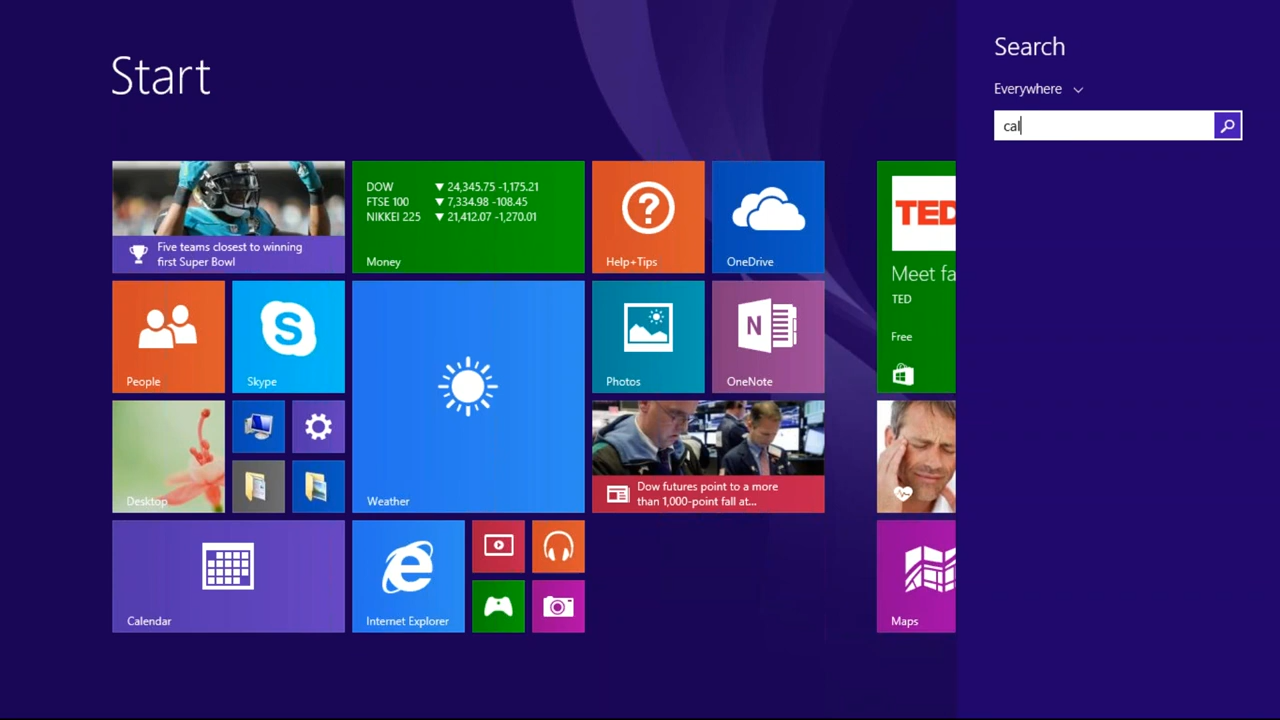 Start
Search
Everywhere
cal
Five teams closest to winning
first Super Bowl
DOW ▼ 24,345.75 -1,175.21
FTSE 100 ▼ 7,334.98 -108.45
NIKKEI 225 ▼ 21,412.07 -1,270.01
Money
Help+Tips
OneDrive
TED
Meet fa
TED
Free
People
Skype
Weather
Photos
N
OneNote
Desktop
Dow futures point to a more
than 1,000-point fall at...
Calendar
Internet Explorer
Maps